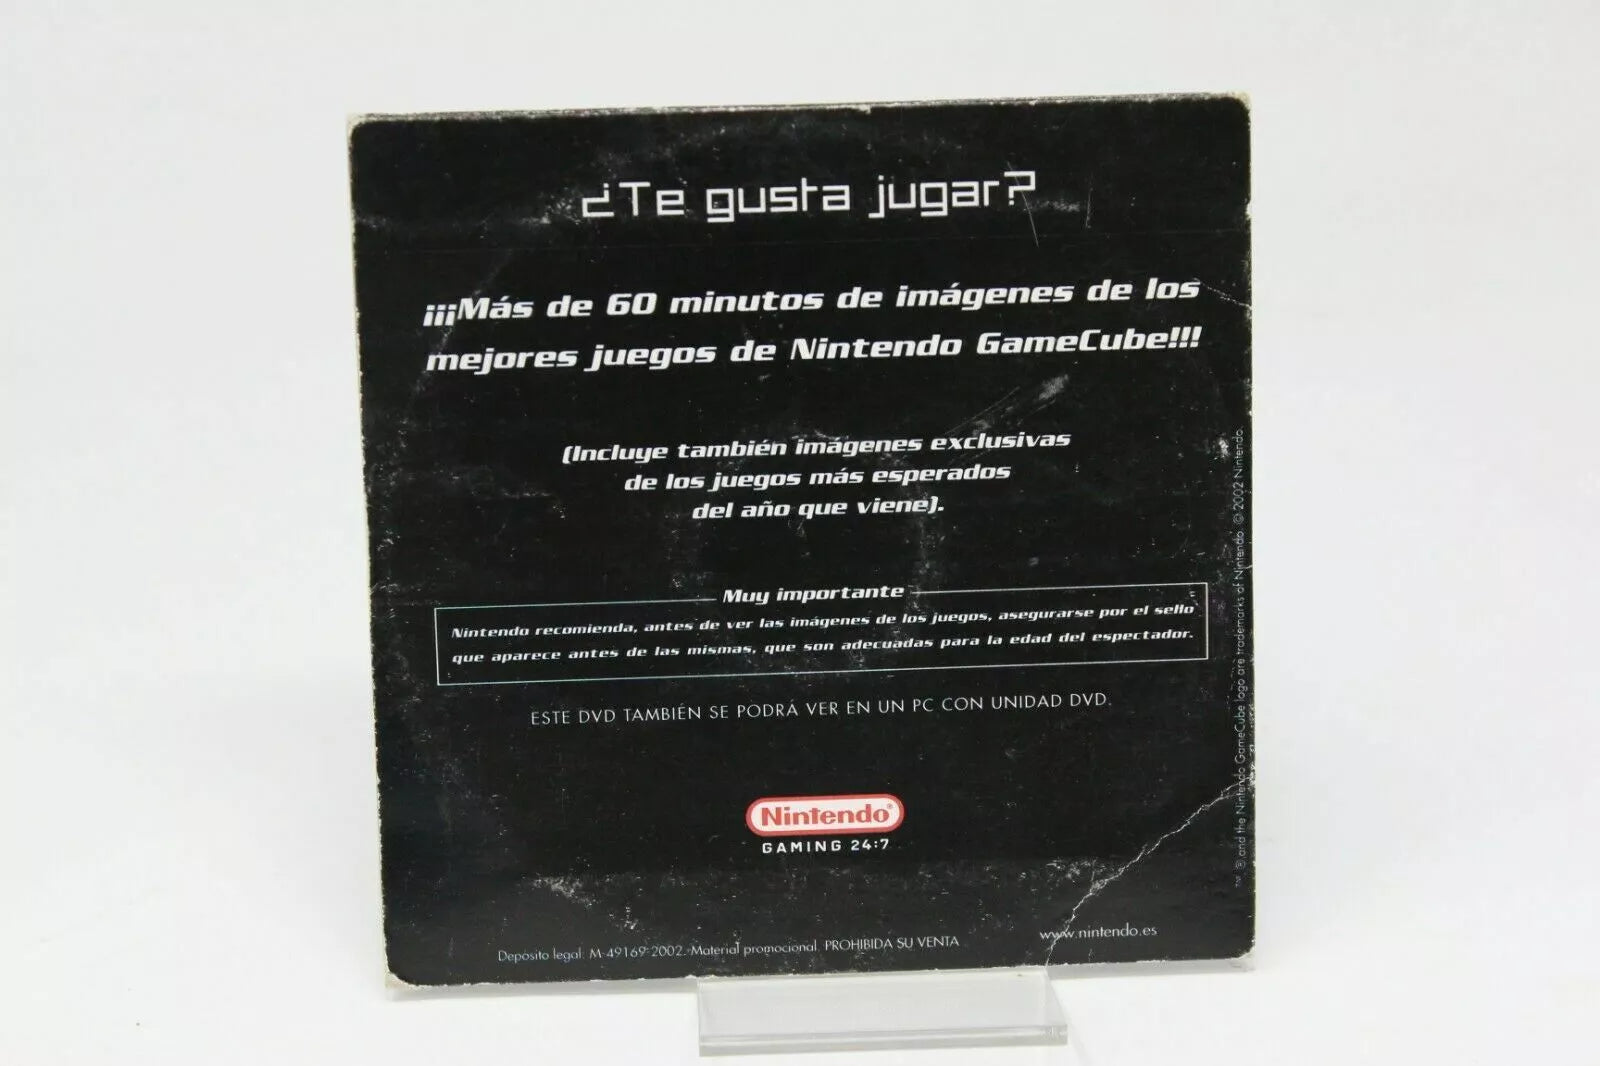 ¿Te gusta jugar?
¡¡¡Más de 60 minutos de imágenes de los
mejores juegos de Nintendo GameCube!!!
(Incluye también imágenes exclusivas
de los juegos más esperados
del año que viene).
Muy importante
Nintendo recomienda, antes de ver las imágenes de los juegos, asegurarse por el sello
que aparece antes de las mismas, que son adecuadas para la edad del espectador.
ESTE DVD TAMBIÉN SE PODRÁ VER EN UN PC CON UNIDAD DVD.
Nintendo®
GAMING 24:7
Depósito legal: M-49169-2002. Material promocional. PROHIBIDA SU VENTA
www.nintendo.es
™ ® and the Nintendo GameCube logo are trademarks of Nintendo. © 2002 Nintendo.